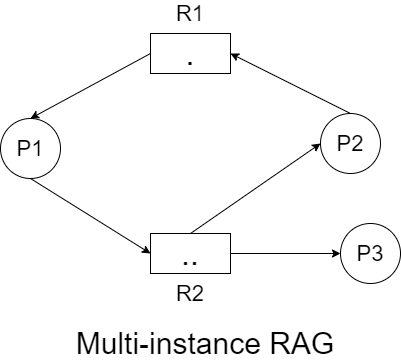 R1
P1
P2
P3
R2
Multi-instance RAG